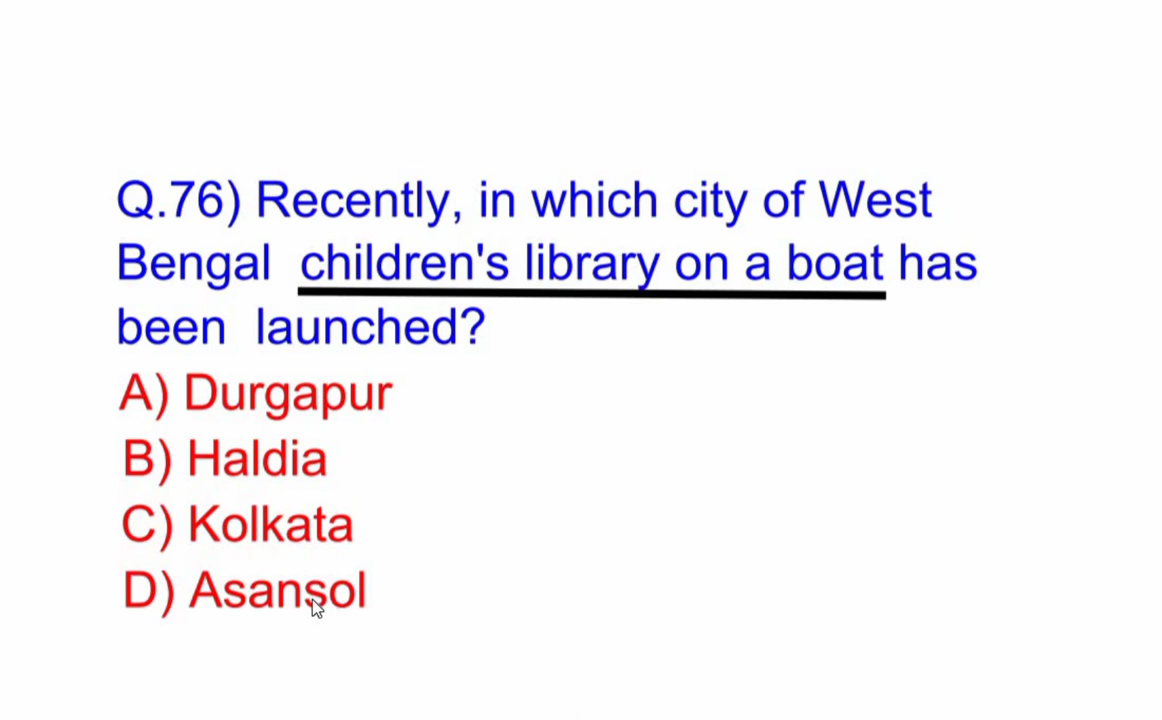 Q.76) Recently, in which city of West
Bengal children's library on a boat has
been launched?
A) Durgapur
B) Haldia
C) Kolkata
D) Asansol